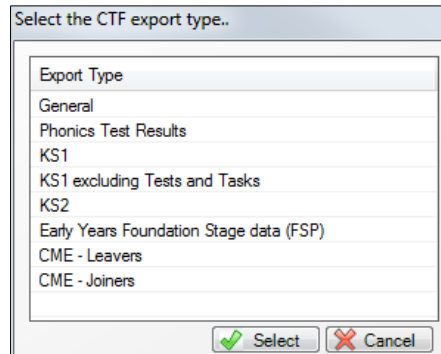 Select the CTF export type..
Export Type
General
Phonics Test Results
KS1
KS1 excluding Tests and Tasks
KS2
Early Years Foundation Stage data (FSP)
CME - Leavers
CME - Joiners
Select Cancel